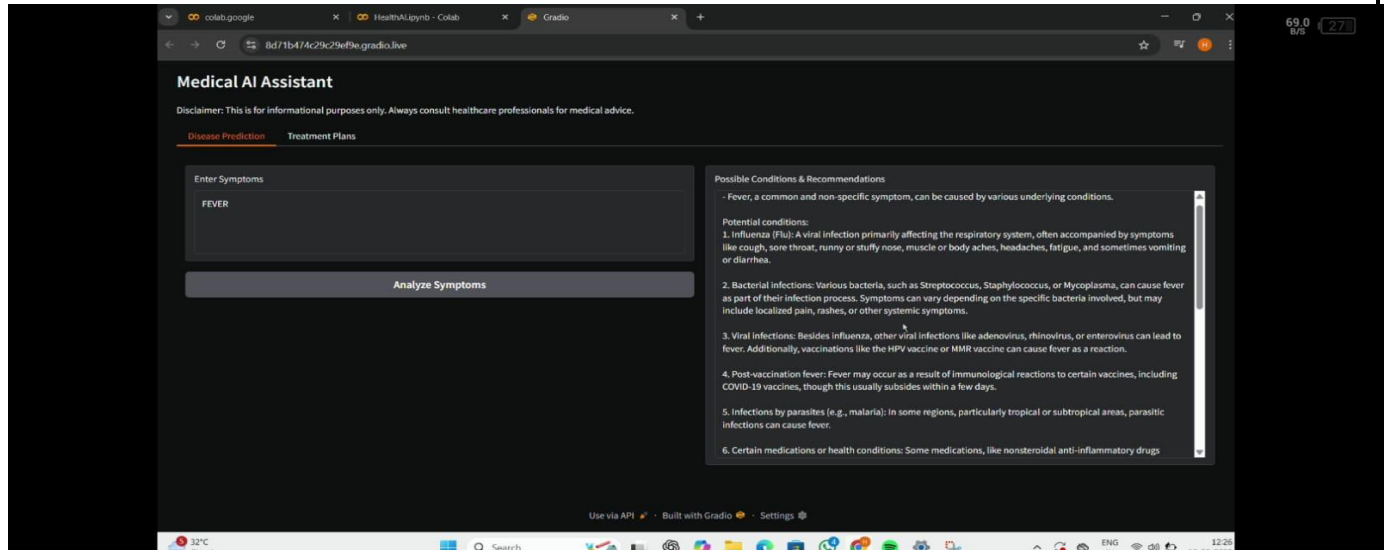 colab.google
HealthAI.ipynb - Colab
Gradio
69.0
B/S
27
8d71b474c29c29ef9e.gradio.live
H
Medical AI Assistant
Disclaimer: This is for informational purposes only. Always consult healthcare professionals for medical advice.
Disease Prediction
Treatment Plans
Enter Symptoms
FEVER
Analyze Symptoms
Possible Conditions & Recommendations
- Fever, a common and non-specific symptom, can be caused by various underlying conditions.
Potential conditions:
1. Influenza (Flu): A viral infection primarily affecting the respiratory system, often accompanied by symptoms
like cough, sore throat, runny or stuffy nose, muscle or body aches, headaches, fatigue, and sometimes vomiting
or diarrhea.
2. Bacterial infections: Various bacteria, such as Streptococcus, Staphylococcus, or Mycoplasma, can cause fever
as part of their infection process. Symptoms can vary depending on the specific bacteria involved, but may
include localized pain, rashes, or other systemic symptoms.
3. Viral infections: Besides influenza, other viral infections like adenovirus, rhinovirus, or enterovirus can lead to
fever. Additionally, vaccinations like the HPV vaccine or MMR vaccine can cause fever as a reaction.
4. Post-vaccination fever: Fever may occur as a result of immunological reactions to certain vaccines, including
COVID-19 vaccines, though this usually subsides within a few days.
5. Infections by parasites (e.g., malaria): In some regions, particularly tropical or subtropical areas, parasitic
infections can cause fever.
6. Certain medications or health conditions: Some medications, like nonsteroidal anti-inflammatory drugs
Use via API · Built with Gradio · Settings
5
32°C
Search
ENG
12:26